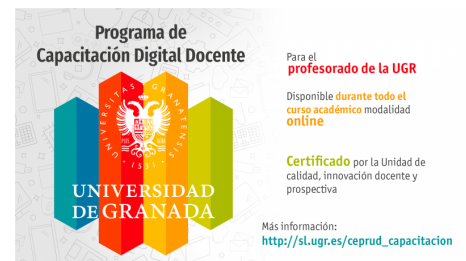 Programa de
Capacitación Digital Docente
UNIVERSITAS GRANATENSIS
1531
UNIVERSIDAD
DE GRANADA
Para el
profesorado de la UGR
Disponible durante todo el
curso académico modalidad
online
Certificado por la Unidad de
calidad, innovación docente y
prospectiva
Más información:
http://sl.ugr.es/ceprud_capacitacion